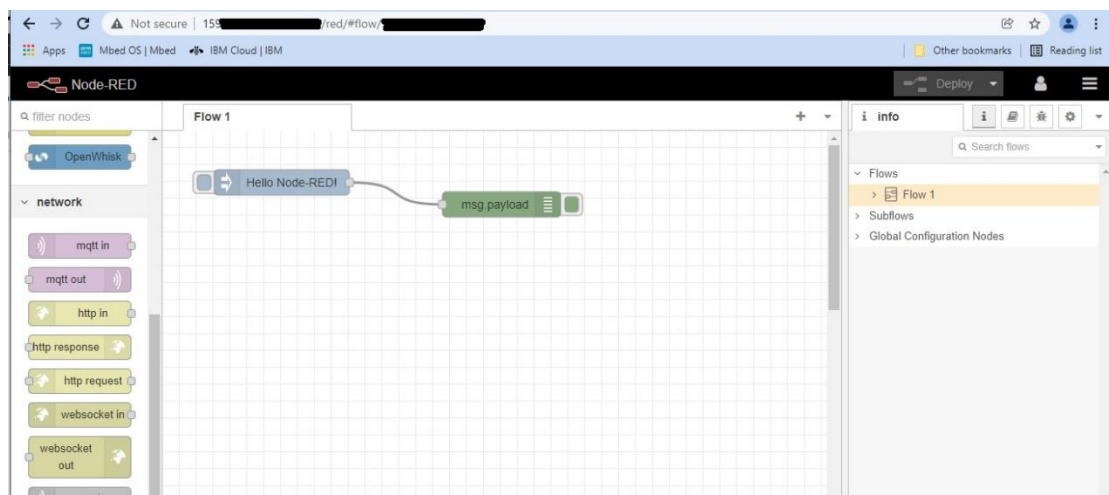 Not secure | 159 /red/#flow/
Apps Mbed OS | Mbed IBM Cloud | IBM Other bookmarks Reading list
Node-RED Deploy
filter nodes Flow 1 i info
OpenWhisk Search flows
Hello Node-RED! Flows
network msg.payload Flow 1
Subflows
mqtt in Global Configuration Nodes
mqtt out
http in
http response
http request
websocket in
websocket
out